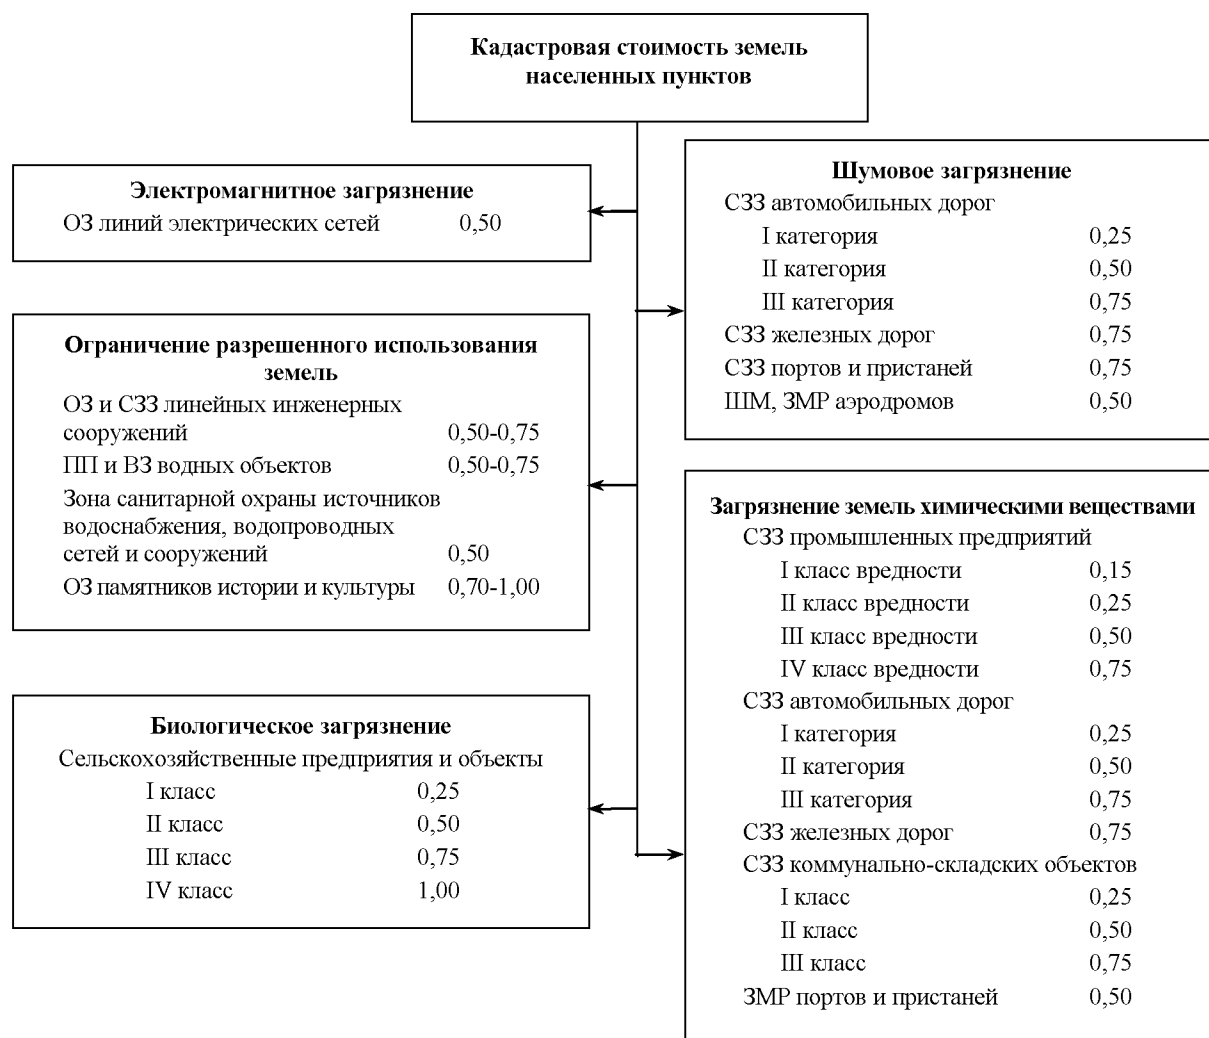 Кадастровая стоимость земель
населенных пунктов
Электромагнитное загрязнение
ОЗ линий электрических сетей 0,50
Ограничение разрешенного использования
земель
ОЗ и СЗЗ линейных инженерных
сооружений 0,50-0,75
ПП и ВЗ водных объектов 0,50-0,75
Зона санитарной охраны источников
водоснабжения, водопроводных
сетей и сооружений 0,50
ОЗ памятников истории и культуры 0,70-1,00
Биологическое загрязнение
Сельскохозяйственные предприятия и объекты
I класс 0,25
II класс 0,50
III класс 0,75
IV класс 1,00
Шумовое загрязнение
СЗЗ автомобильных дорог
I категория 0,25
II категория 0,50
III категория 0,75
СЗЗ железных дорог 0,75
СЗЗ портов и пристаней 0,75
ШМ, ЗМР аэродромов 0,50
Загрязнение земель химическими веществами
СЗЗ промышленных предприятий
I класс вредности 0,15
II класс вредности 0,25
III класс вредности 0,50
IV класс вредности 0,75
СЗЗ автомобильных дорог
I категория 0,25
II категория 0,50
III категория 0,75
СЗЗ железных дорог 0,75
СЗЗ коммунально-складских объектов
I класс 0,25
II класс 0,50
III класс 0,75
ЗМР портов и пристаней 0,50